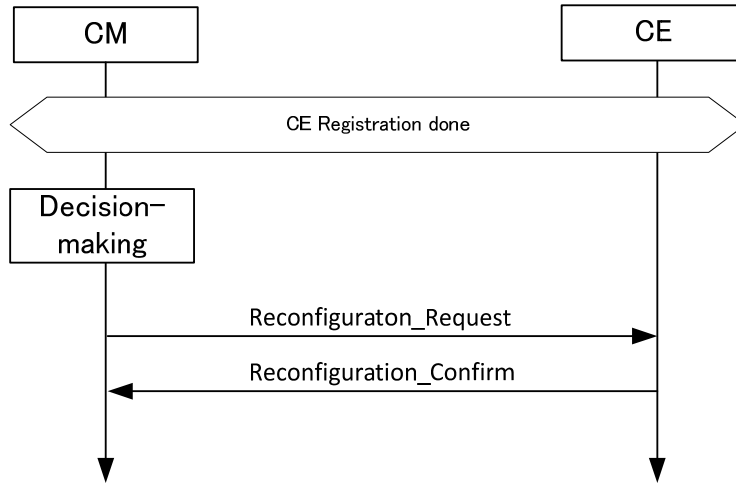 CM
CE
CE Registration done
Decision-
making
Reconfiguraton_Request
Reconfiguration_Confirm